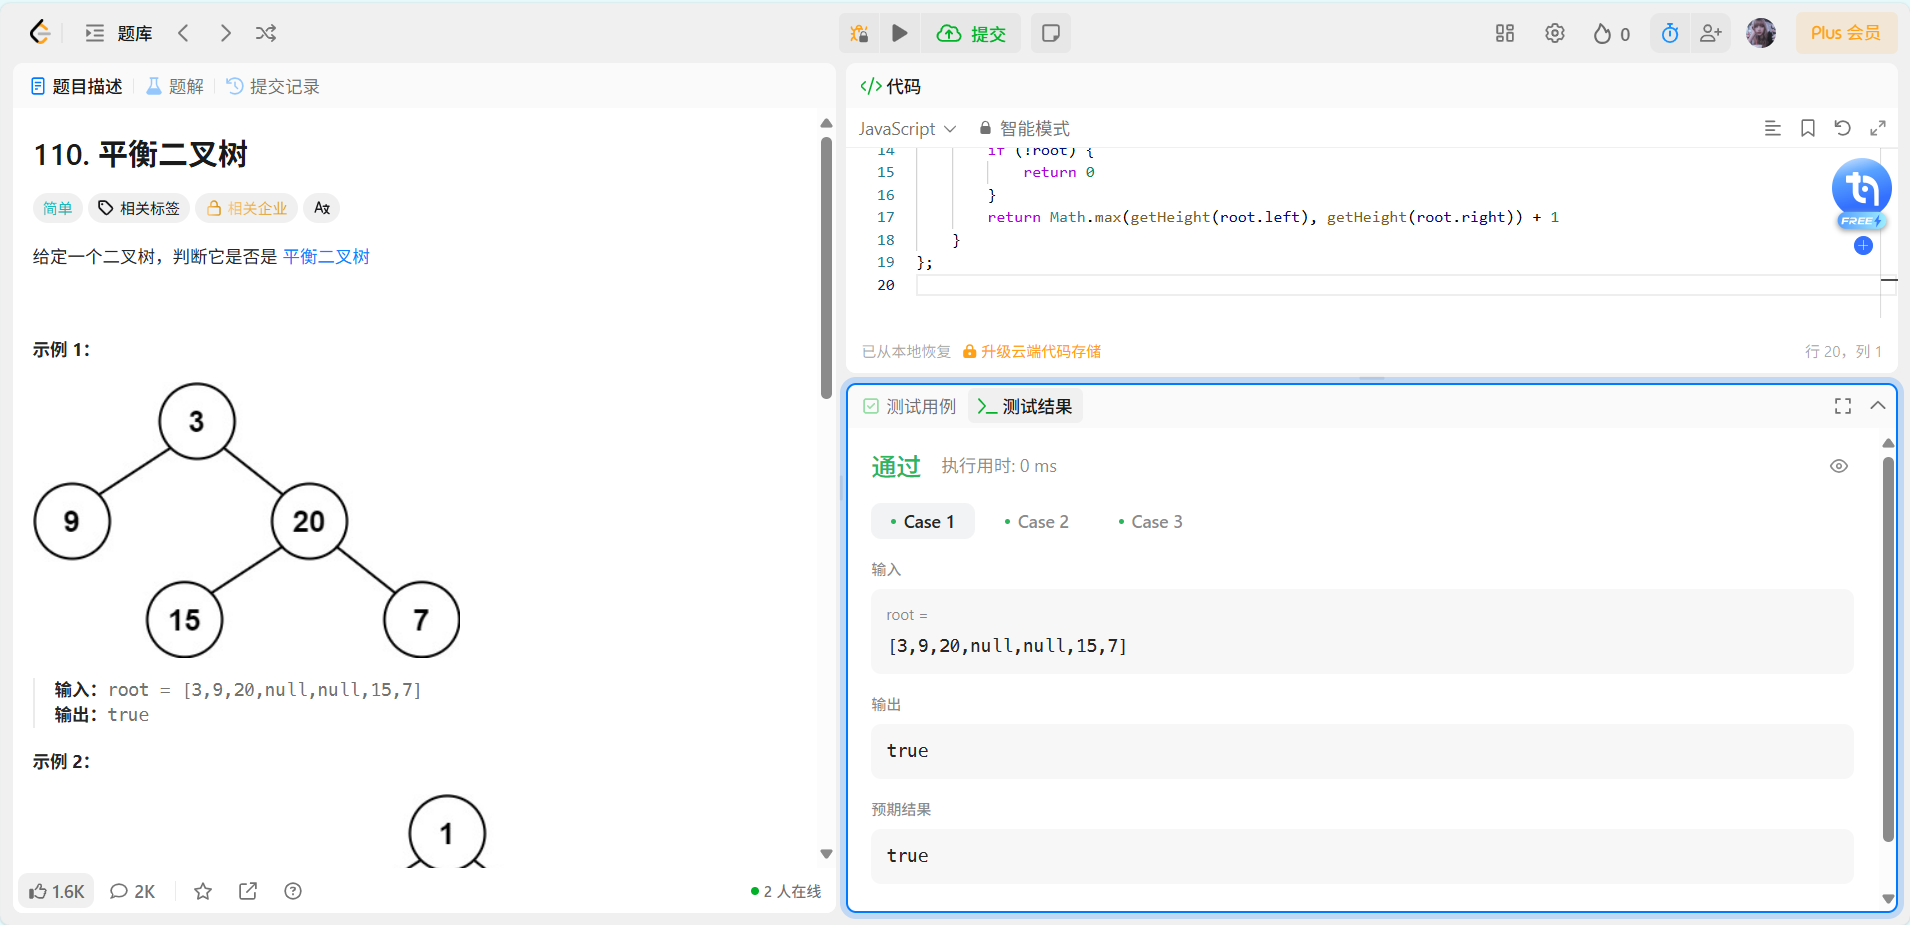 题库
提交
0
Plus 会员
题目描述
题解
提交记录
110. 平衡二叉树
简单
相关标签
相关企业
给定一个二叉树，判断它是否是 平衡二叉树
示例 1：
3
9
20
15
7
输入：root = [3,9,20,null,null,15,7]
输出：true
示例 2：
1
1.6K
2K
2 人在线
</> 代码
JavaScript
智能模式
14 if (!root) {
15 return 0
16 }
17 return Math.max(getHeight(root.left), getHeight(root.right)) + 1
18 }
19 };
20
FREE
已从本地恢复
升级云端代码存储
行 20，列 1
测试用例
测试结果
通过
执行用时: 0 ms
Case 1
Case 2
Case 3
输入
root =
[3,9,20,null,null,15,7]
输出
true
预期结果
true